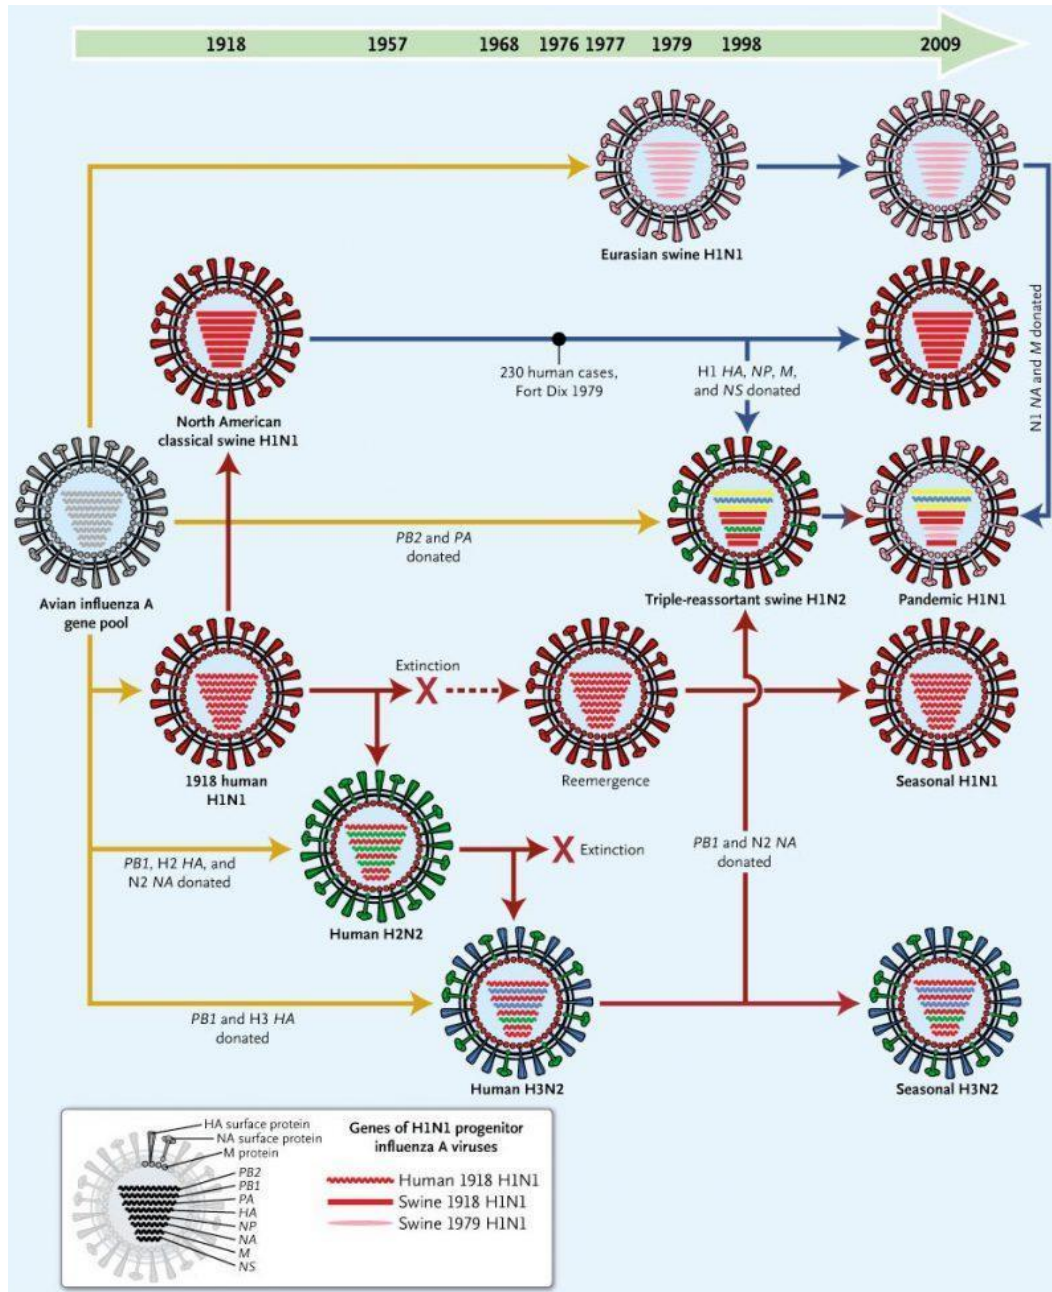 1918 1957 1968 1976 1977 1979 1998 2009
Eurasian swine H1N1
N1 NA and M donated
230 human cases,
Fort Dix 1979
H1 HA, NP, M,
and NS donated
North American
classical swine H1N1
PB2 and PA
donated
Avian influenza A
gene pool
Triple-reassortant swine H1N2
Pandemic H1N1
Extinction
X
1918 human
H1N1
Reemergence
Seasonal H1N1
PB1, H2 HA, and
N2 NA donated
X Extinction
PB1 and N2 NA
donated
Human H2N2
PB1 and H3 HA
donated
Human H3N2
Seasonal H3N2
HA surface protein
NA surface protein
M protein
PB2
PB1
PA
HA
NP
NA
M
NS
Genes of H1N1 progenitor
influenza A viruses
Human 1918 H1N1
Swine 1918 H1N1
Swine 1979 H1N1